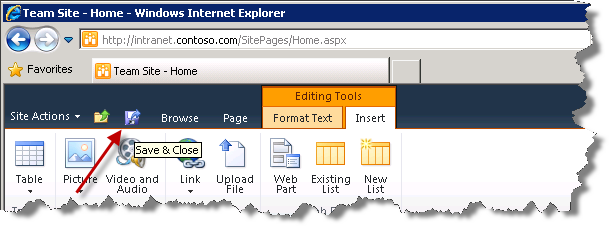 Team Site - Home - Windows Internet Explorer
http://intranet.contoso.com/SitePages/Home.aspx
Favorites Team Site - Home
Editing Tools
Site Actions Browse Page Format Text Insert
Save & Close
Table Picture Video and Audio Link Upload File Web Part Existing List New List